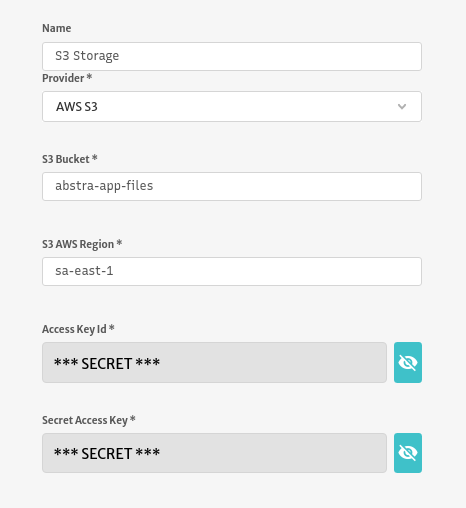 Name
S3 Storage
Provider *
AWS S3
S3 Bucket *
abstra-app-files
S3 AWS Region *
sa-east-1
Access Key Id *
*** SECRET ***
Secret Access Key *
*** SECRET ***